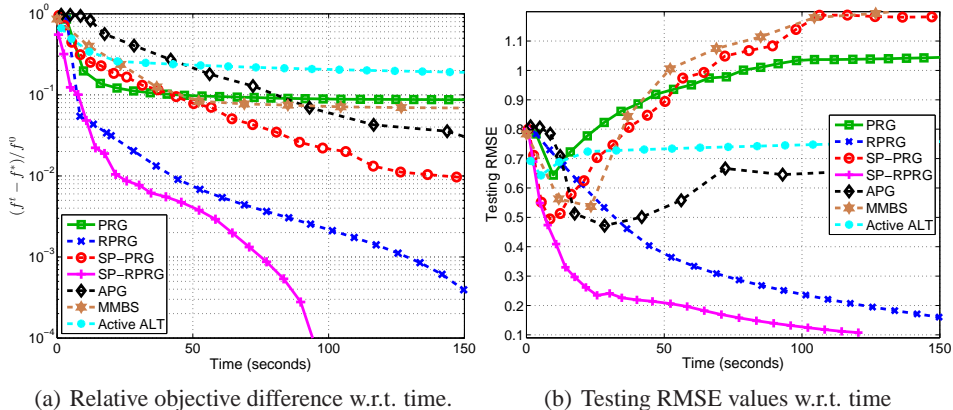 10^0
10^-1
10^-2
10^-3
10^-4
(f^t − f^*)/ f^0
0 50 100 150
Time (seconds)
PRG
RPRG
SP−PRG
SP−RPRG
APG
MMBS
Active ALT
(a) Relative objective difference w.r.t. time.
1.1
1
0.9
0.8
0.7
0.6
0.5
0.4
0.3
0.2
0.1
Testing RMSE
0 50 100 150
Time (seconds)
PRG
RPRG
SP−PRG
SP−RPRG
APG
MMBS
Active ALT
(b) Testing RMSE values w.r.t. time